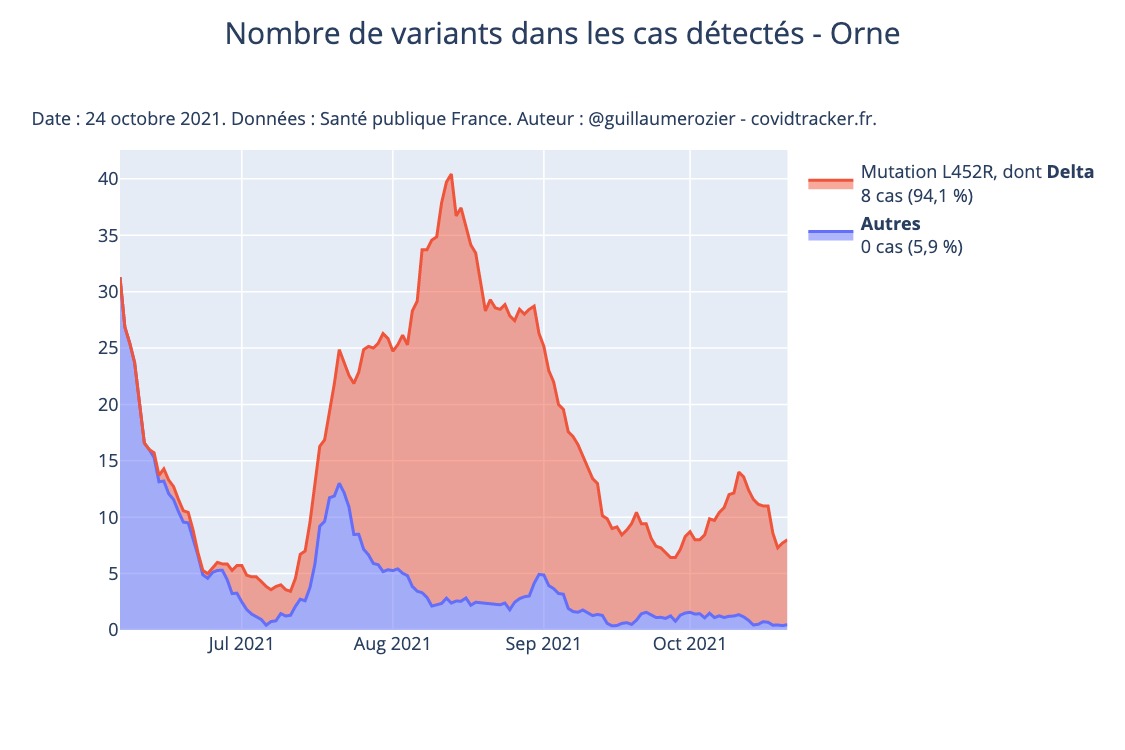 Nombre de variants dans les cas détectés - Orne
Date : 24 octobre 2021. Données : Santé publique France. Auteur : @guillaumerozier - covidtracker.fr.
Mutation L452R, dont Delta
8 cas (94,1 %)
Autres
0 cas (5,9 %)
40
35
30
25
20
15
10
5
0
Jul 2021 Aug 2021 Sep 2021 Oct 2021